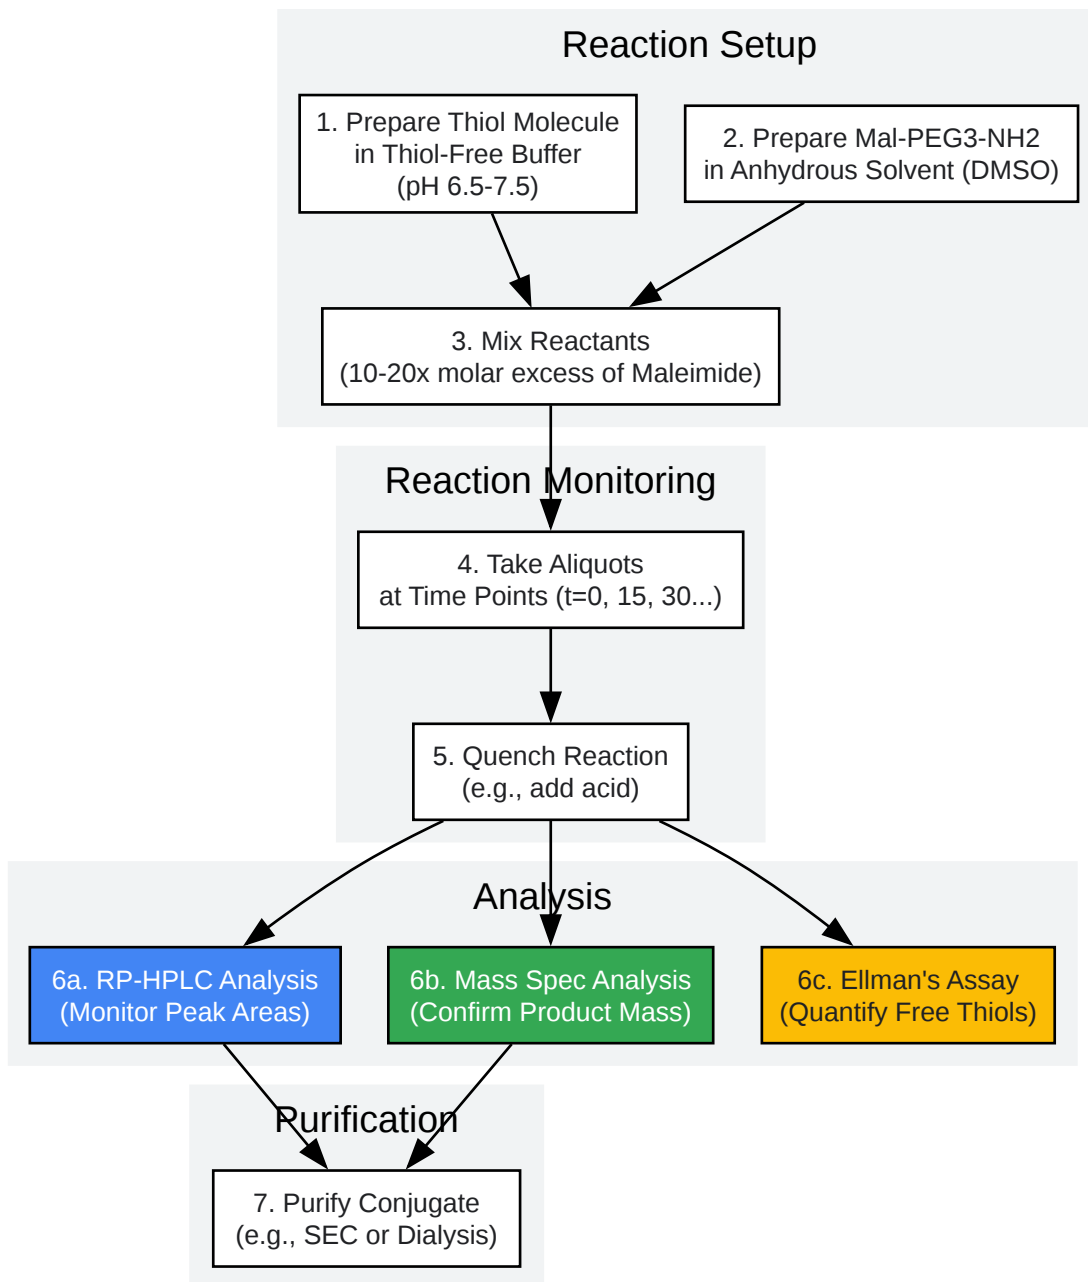 Reaction Setup
1. Prepare Thiol Molecule
in Thiol-Free Buffer
(pH 6.5-7.5)
2. Prepare Mal-PEG3-NH2
in Anhydrous Solvent (DMSO)
3. Mix Reactants
(10-20x molar excess of Maleimide)
Reaction Monitoring
4. Take Aliquots
at Time Points (t=0, 15, 30...)
5. Quench Reaction
(e.g., add acid)
Analysis
6a. RP-HPLC Analysis
(Monitor Peak Areas)
6b. Mass Spec Analysis
(Confirm Product Mass)
6c. Ellman's Assay
(Quantify Free Thiols)
Purification
7. Purify Conjugate
(e.g., SEC or Dialysis)